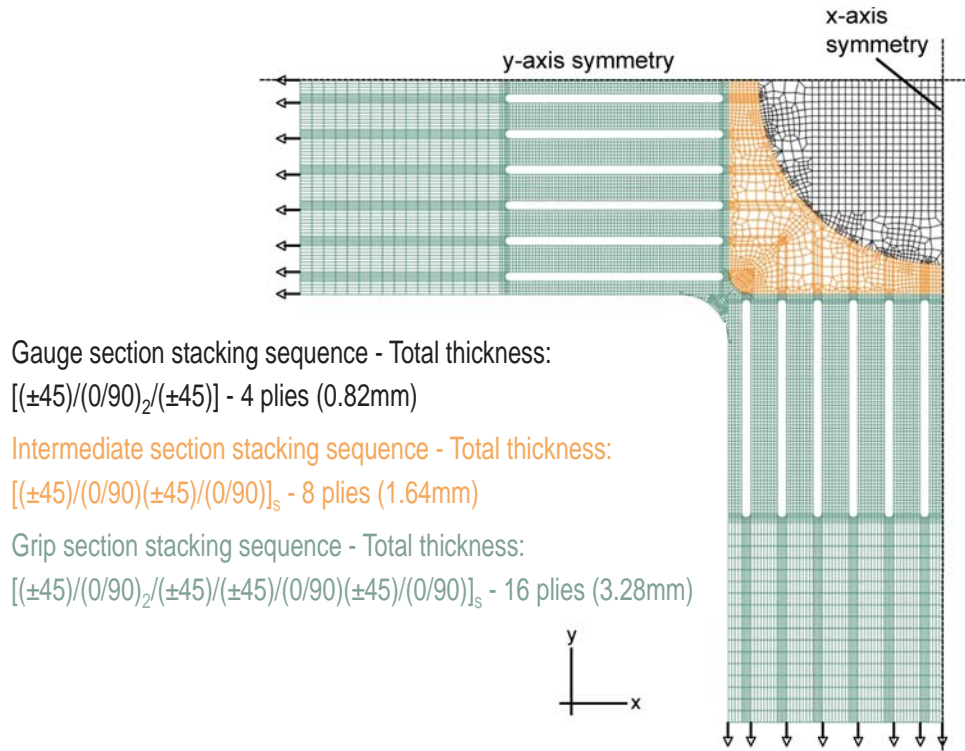 x-axis
symmetry
y-axis symmetry
Gauge section stacking sequence - Total thickness:
[(±45)/(0/90)₂/(±45)] - 4 plies (0.82mm)
Intermediate section stacking sequence - Total thickness:
[(±45)/(0/90)(±45)/(0/90)]ₛ - 8 plies (1.64mm)
Grip section stacking sequence - Total thickness:
[(±45)/(0/90)₂/(±45)/(±45)/(0/90)(±45)/(0/90)]ₛ - 16 plies (3.28mm)
y
x